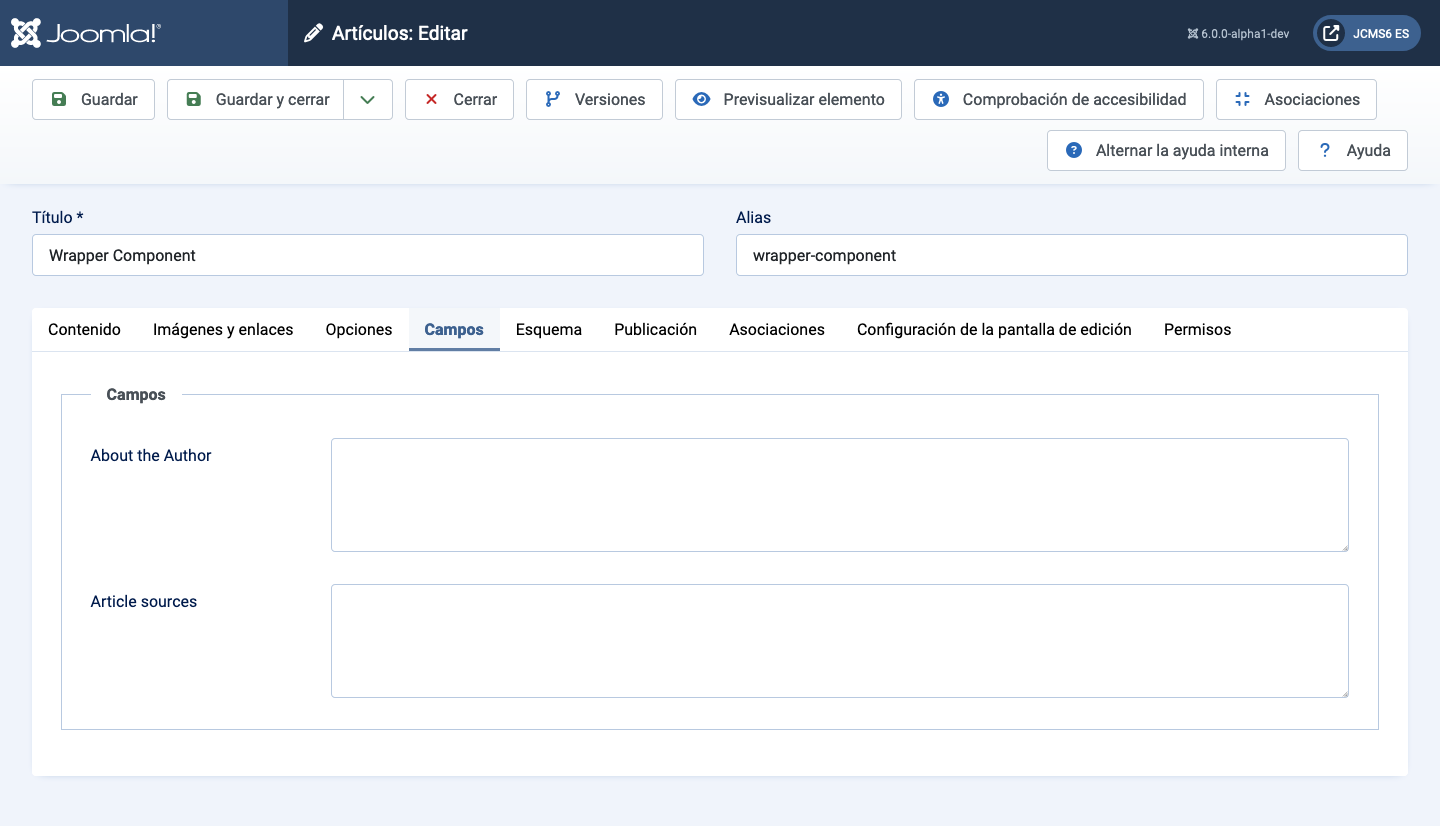 Joomla!®
Artículos: Editar
6.0.0-alpha1-dev
JCMS6 ES
Guardar
Guardar y cerrar
Cerrar
Versiones
Previsualizar elemento
Comprobación de accesibilidad
Asociaciones
Alternar la ayuda interna
Ayuda
Título *
Alias
Wrapper Component
wrapper-component
Contenido
Imágenes y enlaces
Opciones
Campos
Esquema
Publicación
Asociaciones
Configuración de la pantalla de edición
Permisos
Campos
About the Author
Article sources